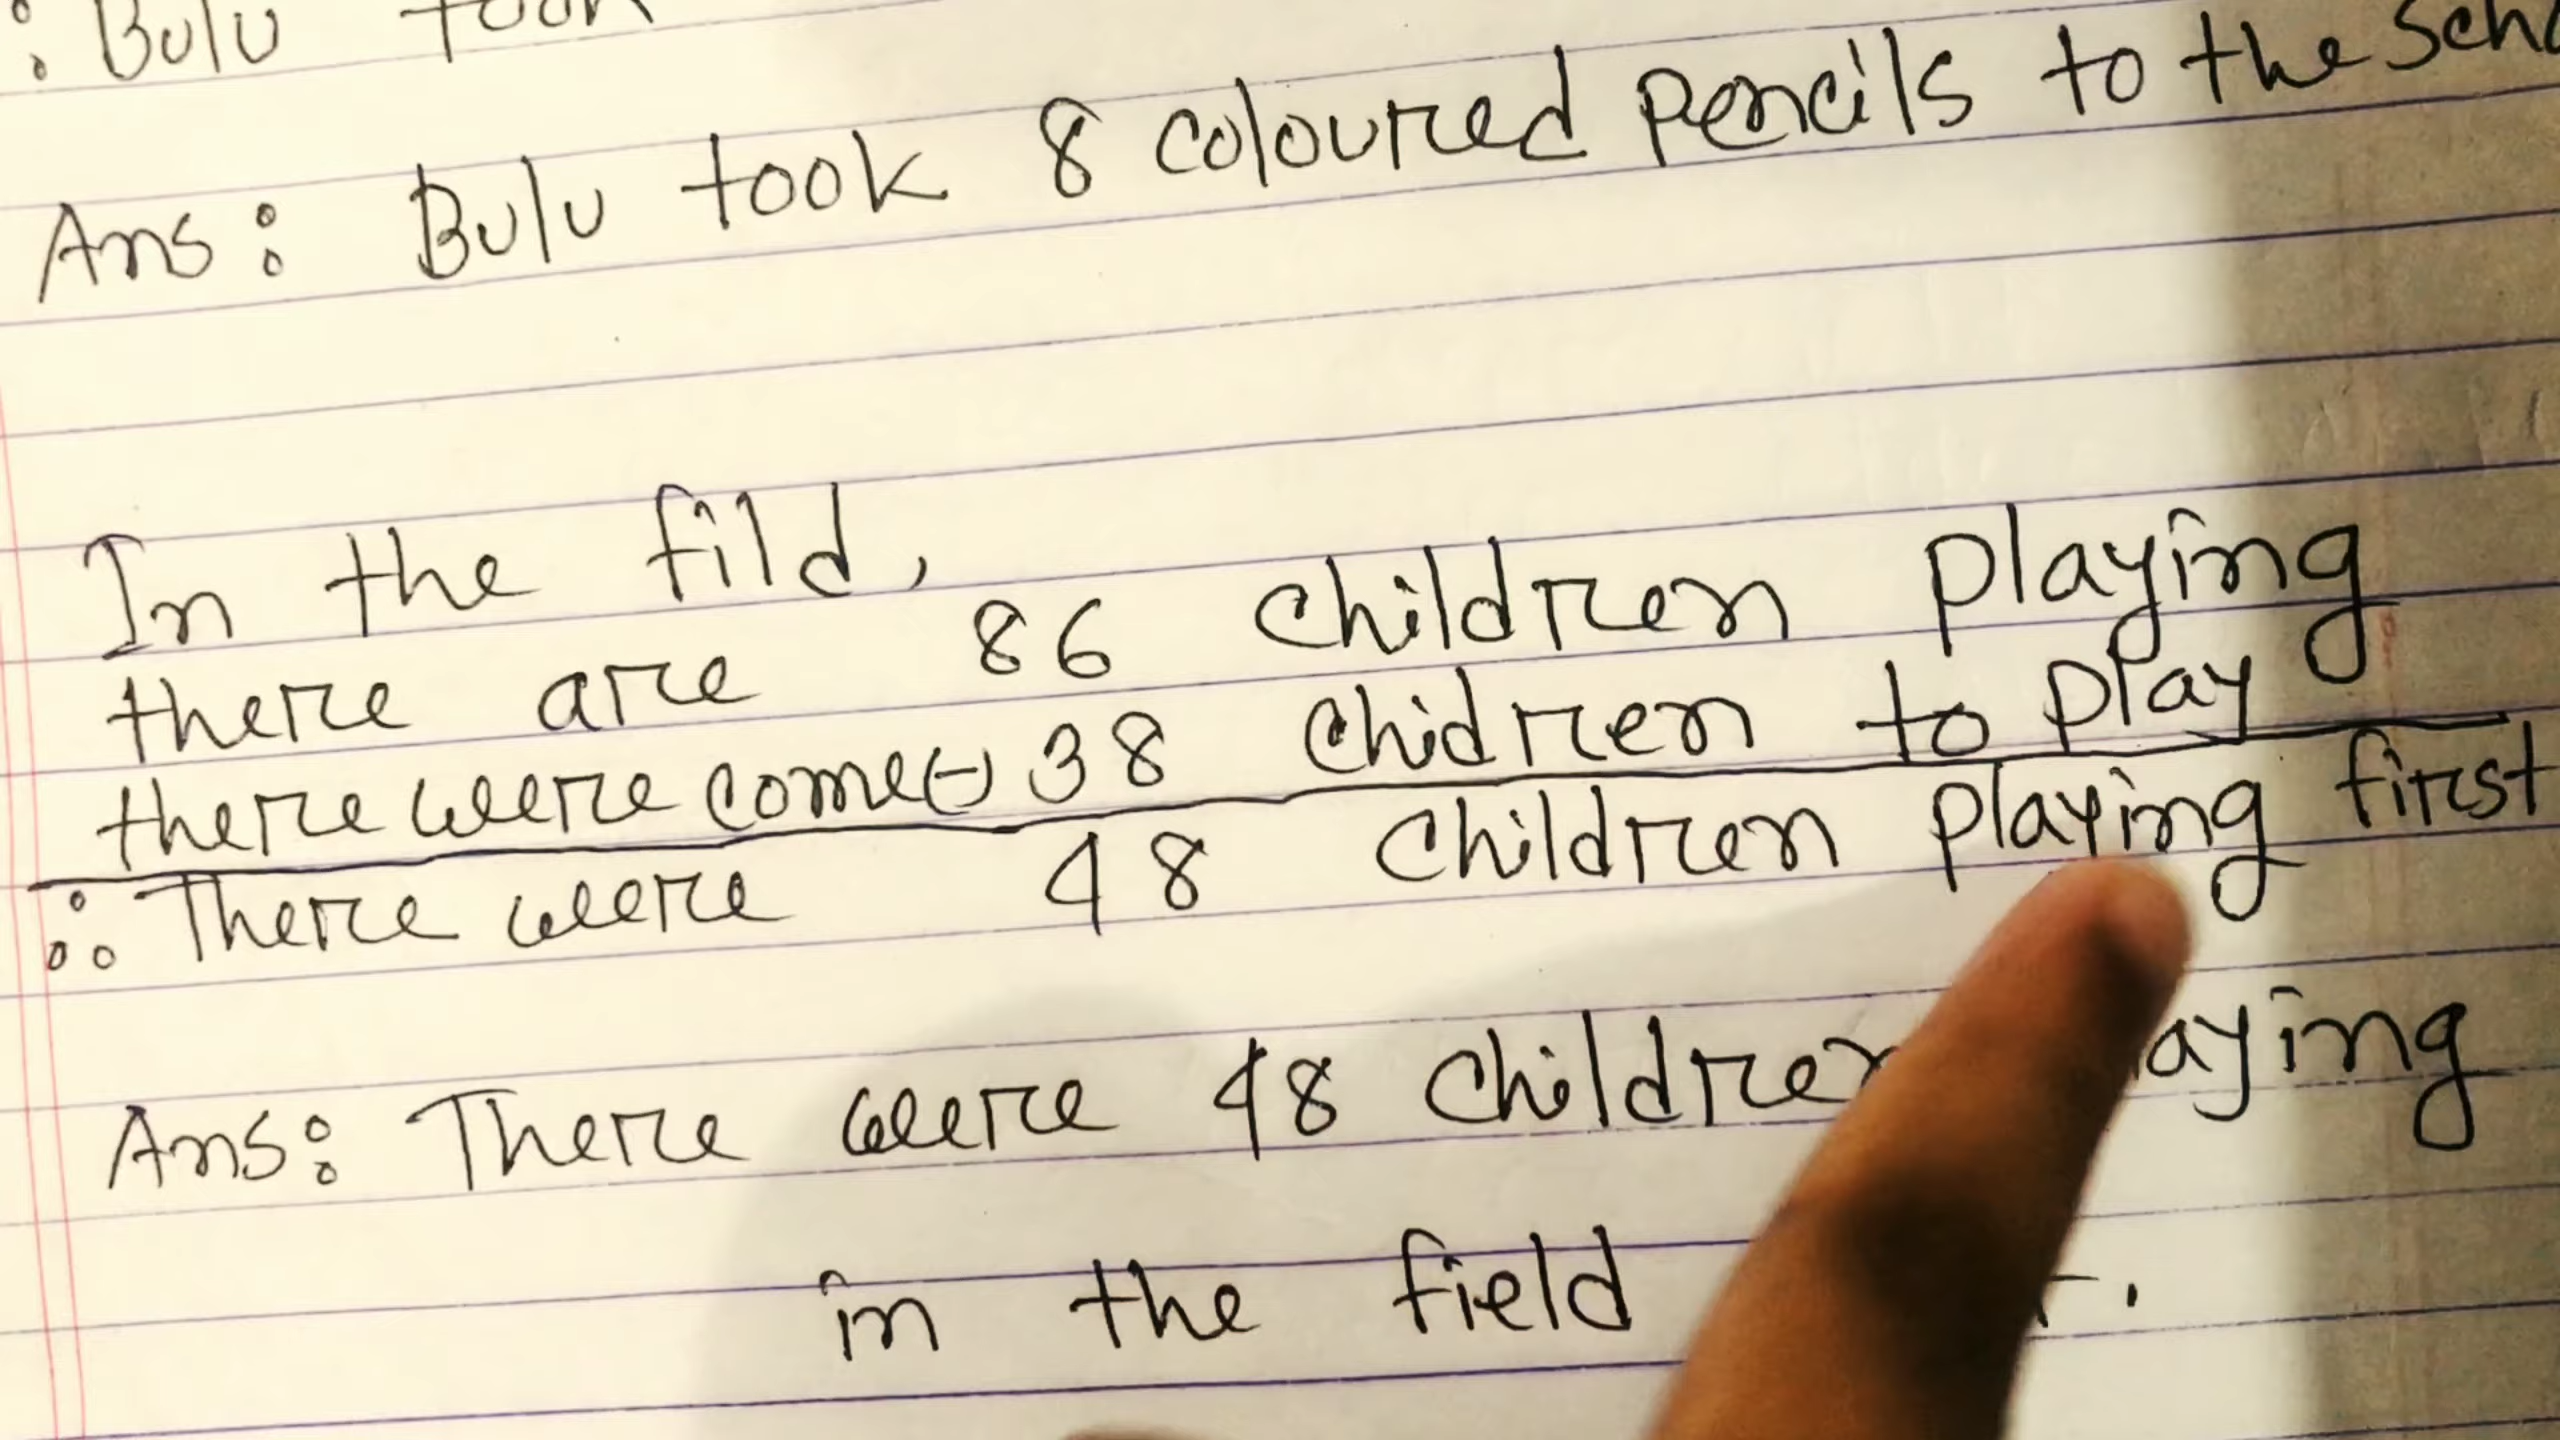 : Bulu took
Ans: Bulu took 8 coloured pencils to the
In the fild,
there are 86 children playing
there were come(-) 38 chidren to play
∴ There were 48 children playing first
Ans: There were 48 children
in the field